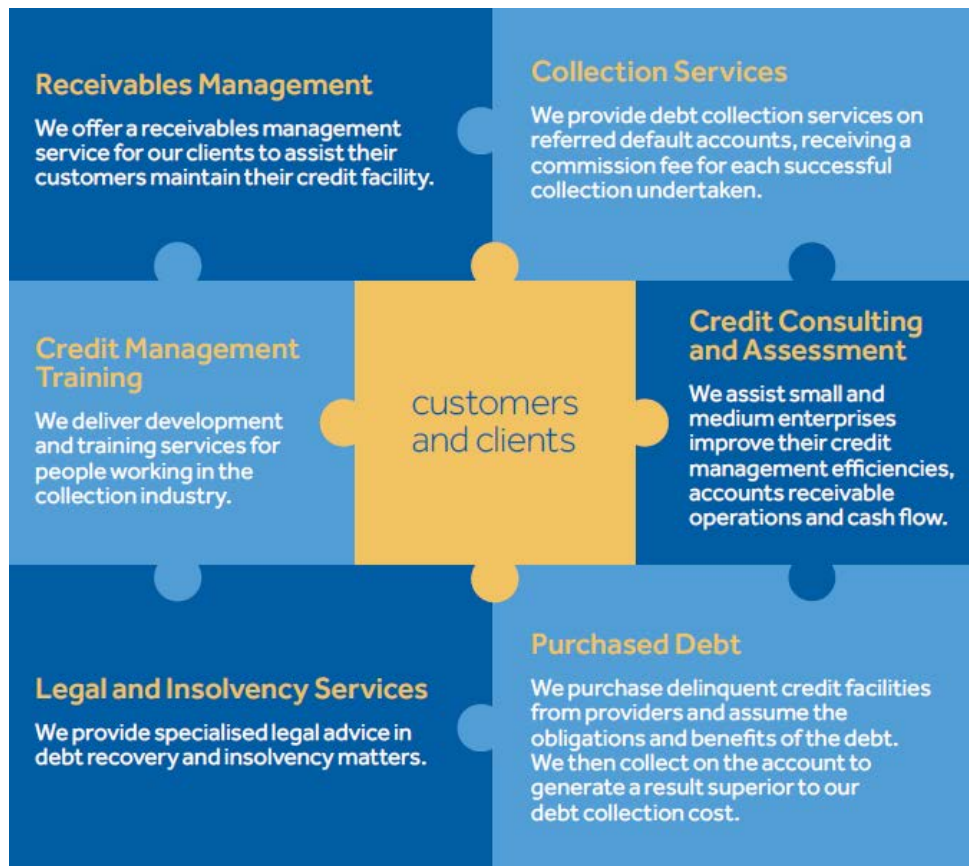 Receivables Management
We offer a receivables management
service for our clients to assist their
customers maintain their credit facility.
Collection Services
We provide debt collection services on
referred default accounts, receiving a
commission fee for each successful
collection undertaken.
Credit Management
Training
We deliver development
and training services for
people working in the
collection industry.
customers
and clients
Credit Consulting
and Assessment
We assist small and
medium enterprises
improve their credit
management efficiencies,
accounts receivable
operations and cash flow.
Legal and Insolvency Services
We provide specialised legal advice in
debt recovery and insolvency matters.
Purchased Debt
We purchase delinquent credit facilities
from providers and assume the
obligations and benefits of the debt.
We then collect on the account to
generate a result superior to our
debt collection cost.